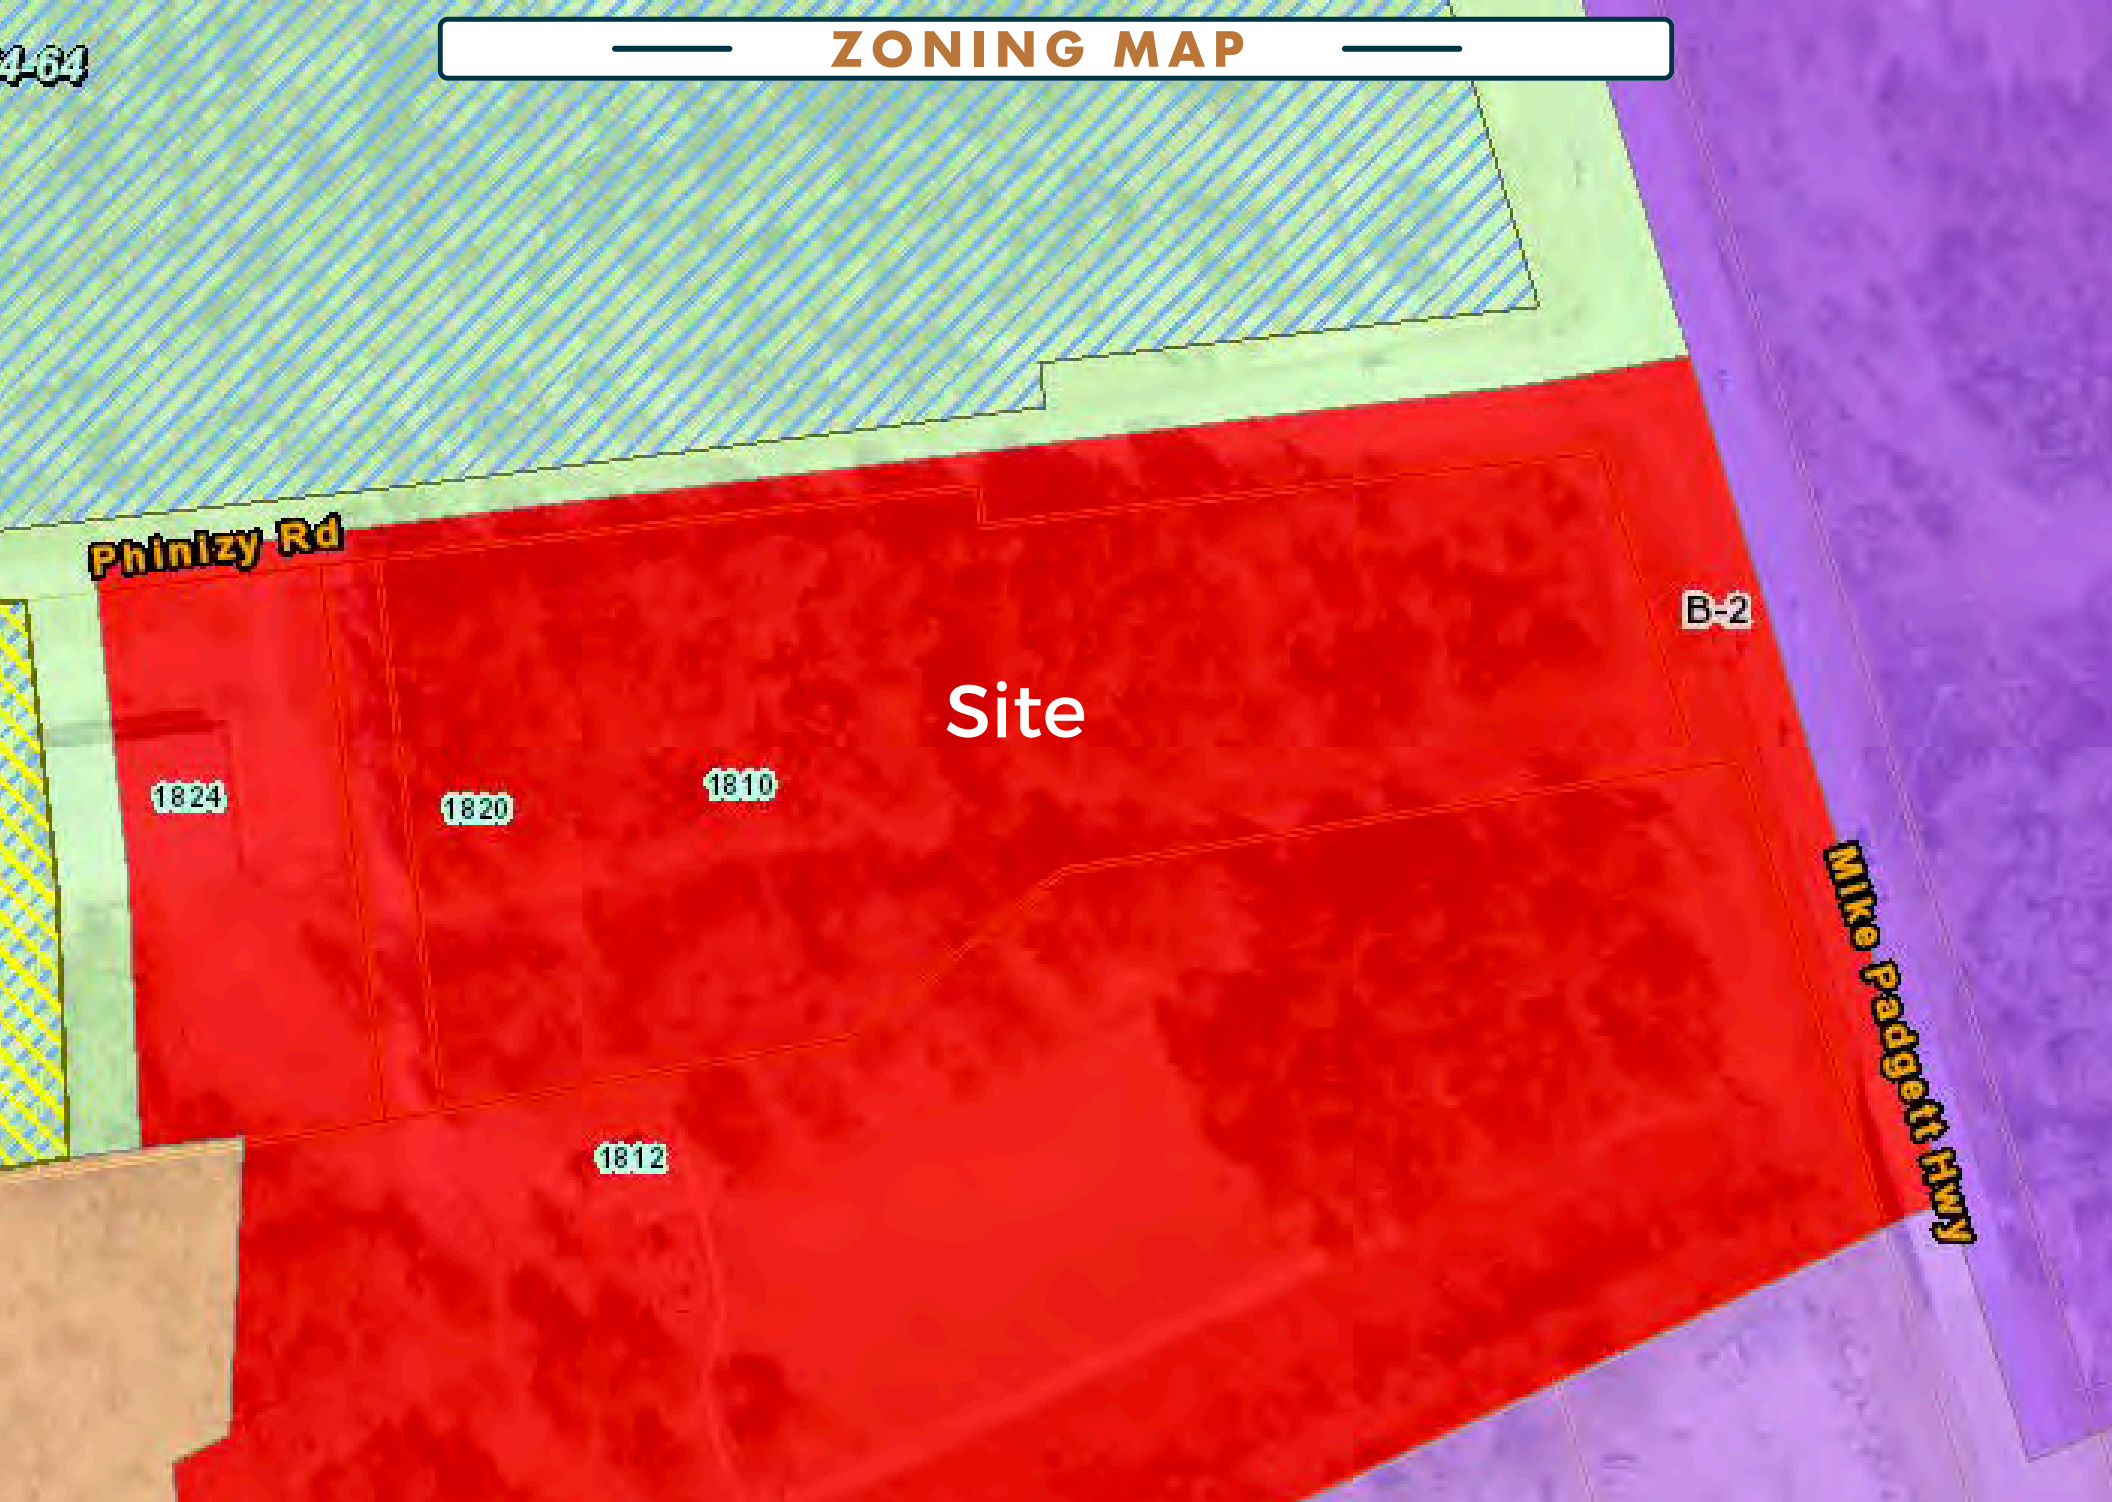 ZONING MAP
4-64
Phinizy Rd
B-2
Site
1810
1824
1820
Mike Padgett Hwy
1812